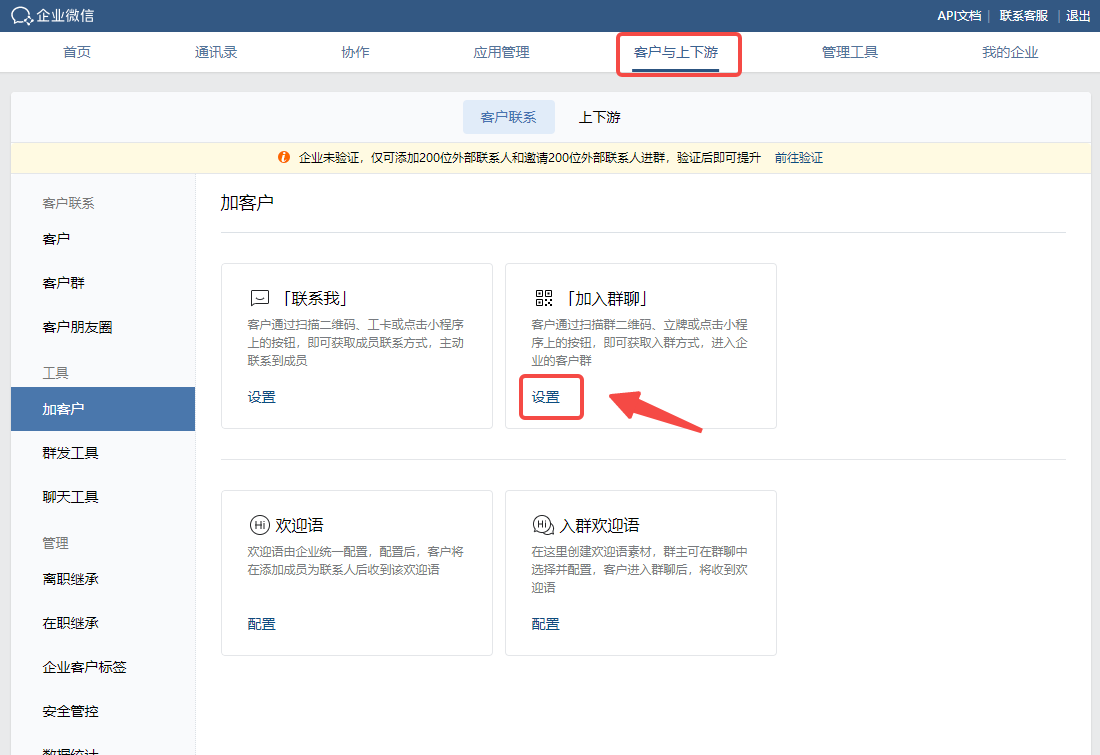 企业微信
API文档 联系客服 退出
首页 通讯录 协作 应用管理 客户与上下游 管理工具 我的企业
客户联系 上下游
企业未验证，仅可添加200位外部联系人和邀请200位外部联系人进群，验证后即可提升 前往验证
客户联系
客户
客户群
客户朋友圈
工具
加客户
群发工具
聊天工具
管理
离职继承
在职继承
企业客户标签
安全管控
数据统计
加客户
「联系我」
客户通过扫描二维码、工卡或点击小程序
上的按钮，即可获取成员联系方式，主动
联系到成员
设置
「加入群聊」
客户通过扫描群二维码、立牌或点击小程
序上的按钮，即可获取入群方式，进入企
业的客户群
设置
Hi 欢迎语
欢迎语由企业统一配置，配置后，客户将
在添加成员为联系人后收到该欢迎语
配置
Hi 入群欢迎语
在这里创建欢迎语素材，群主可在群聊中
选择并配置，客户进入群聊后，将收到欢
迎语
配置